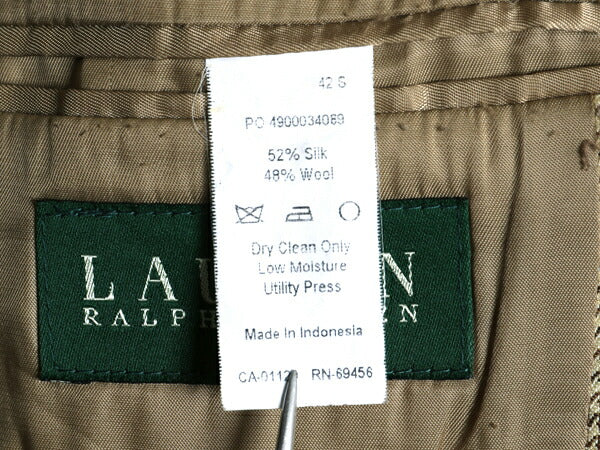 42 S
PO 4900034089
52% Silk
48% Wool
Dry Clean Only
Low Moisture
Utility Press
Made In Indonesia
RN-69456
LAU N
RALPH EN